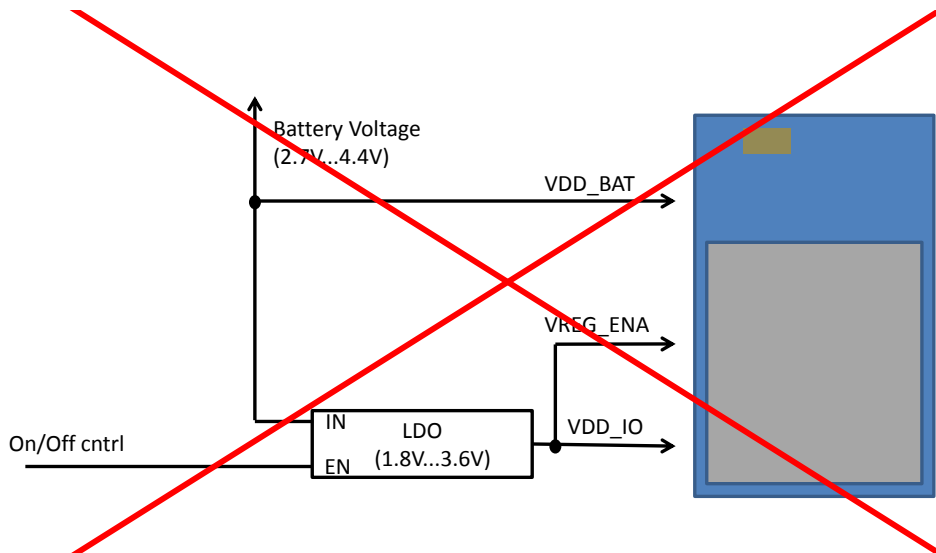 Battery Voltage
(2.7V...4.4V)
VDD_BAT
VREG_ENA
IN
LDO
VDD_IO
On/Off cntrl
(1.8V...3.6V)
EN